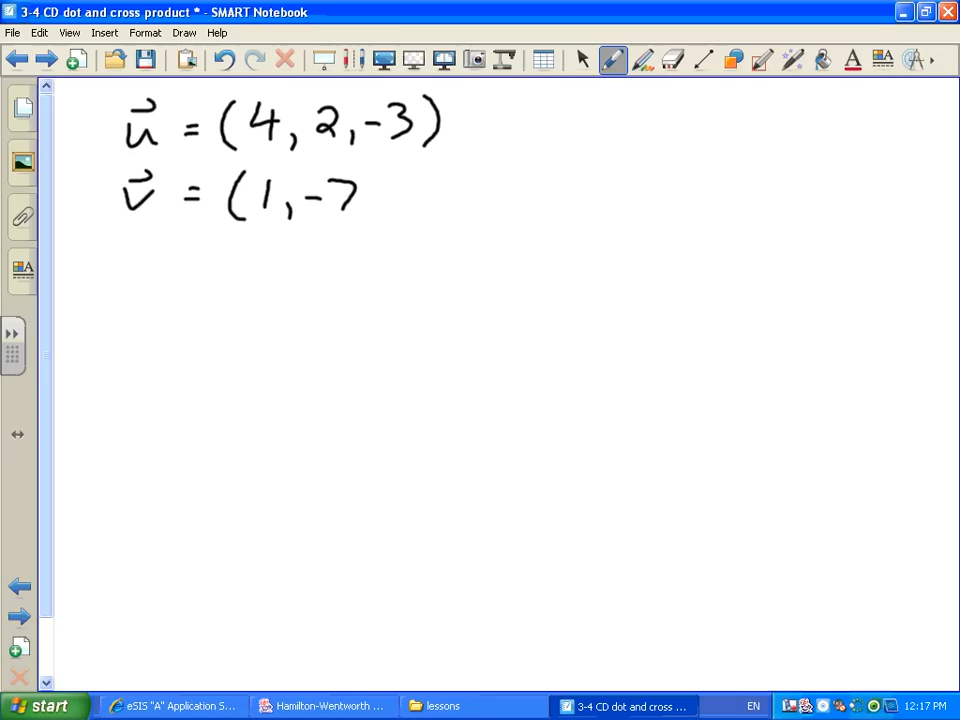 3-4 CD dot and cross product * - SMART Notebook
File Edit View Insert Format Draw Help
u⃗ = (4, 2, -3)
v⃗ = (1, -7
start
eSIS "A" Application S...
Hamilton-Wentworth ...
lessons
3-4 CD dot and cross ...
EN
12:17 PM